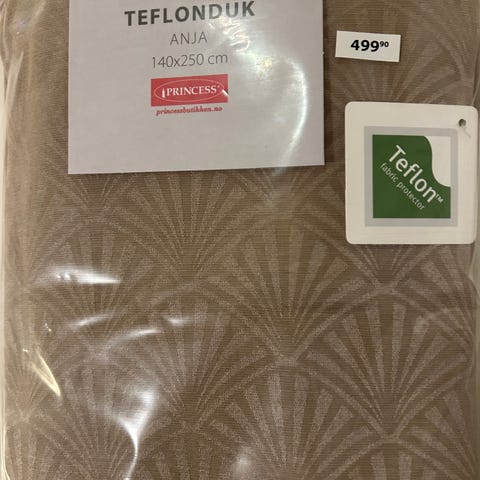 TEFLONDUK
ANJA
140x250 cm
PRINCESS
princessbutikken.no
499⁹⁰
Teflon™
fabric protector